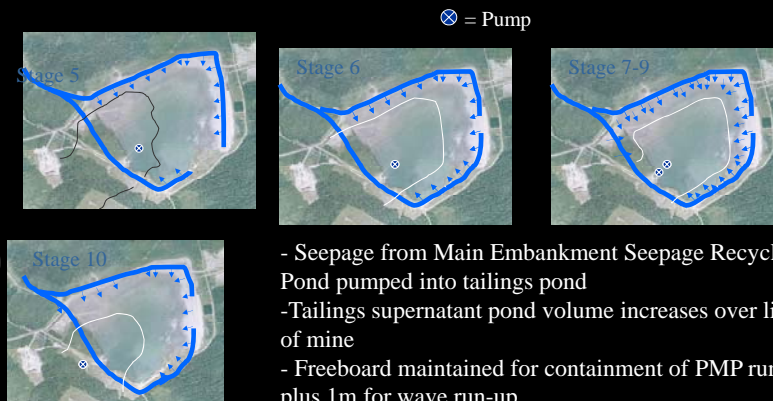 ⊗ = Pump
Stage 5
Stage 6
Stage 7-9
Stage 10
- Seepage from Main Embankment Seepage Recycl
Pond pumped into tailings pond
-Tailings supernatant pond volume increases over li
of mine
- Freeboard maintained for containment of PMP run
plus 1m for wave run-up